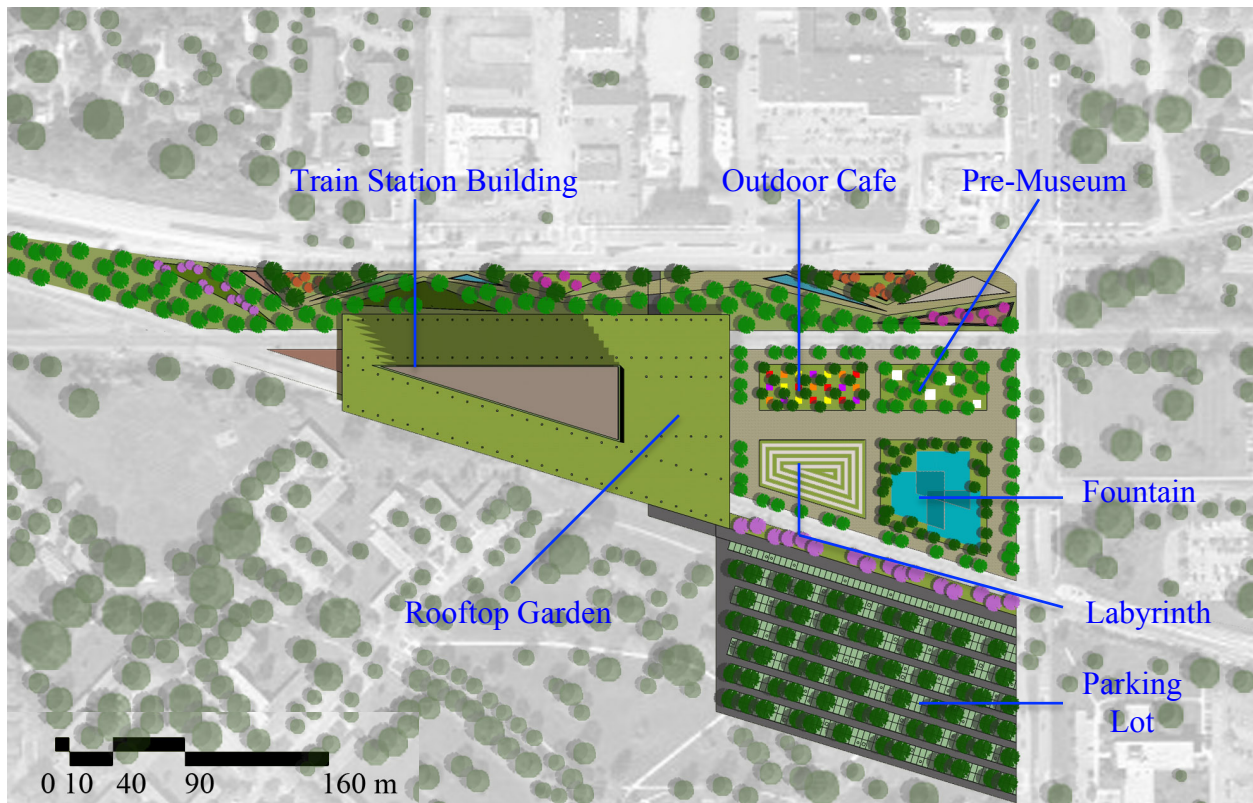 Train Station Building
Outdoor Cafe
Pre-Museum
Fountain
Rooftop Garden
Labyrinth
Parking
Lot
0 10 40 90 160 m